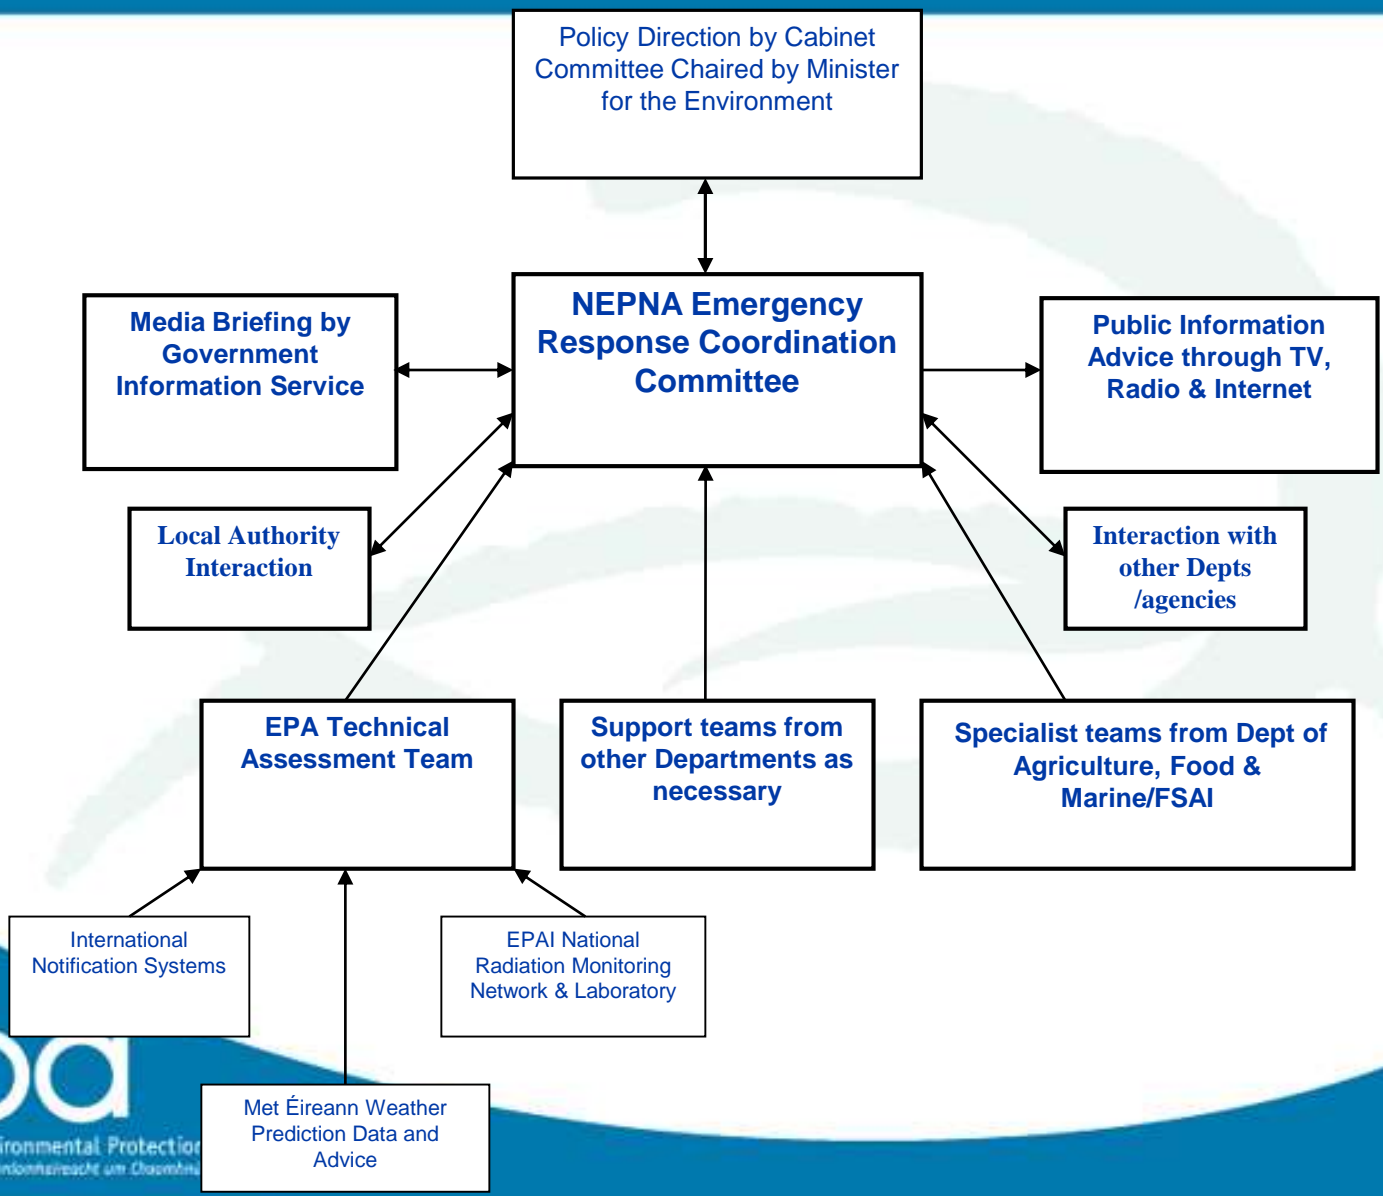 Policy Direction by Cabinet
Committee Chaired by Minister
for the Environment
NEPNA Emergency
Response Coordination
Committee
Media Briefing by
Government
Information Service
Public Information
Advice through TV,
Radio & Internet
Local Authority
Interaction
Interaction with
other Depts
/agencies
EPA Technical
Assessment Team
Support teams from
other Departments as
necessary
Specialist teams from Dept of
Agriculture, Food &
Marine/FSAI
International
Notification Systems
EPAI National
Radiation Monitoring
Network & Laboratory
Met Éireann Weather
Prediction Data and
Advice